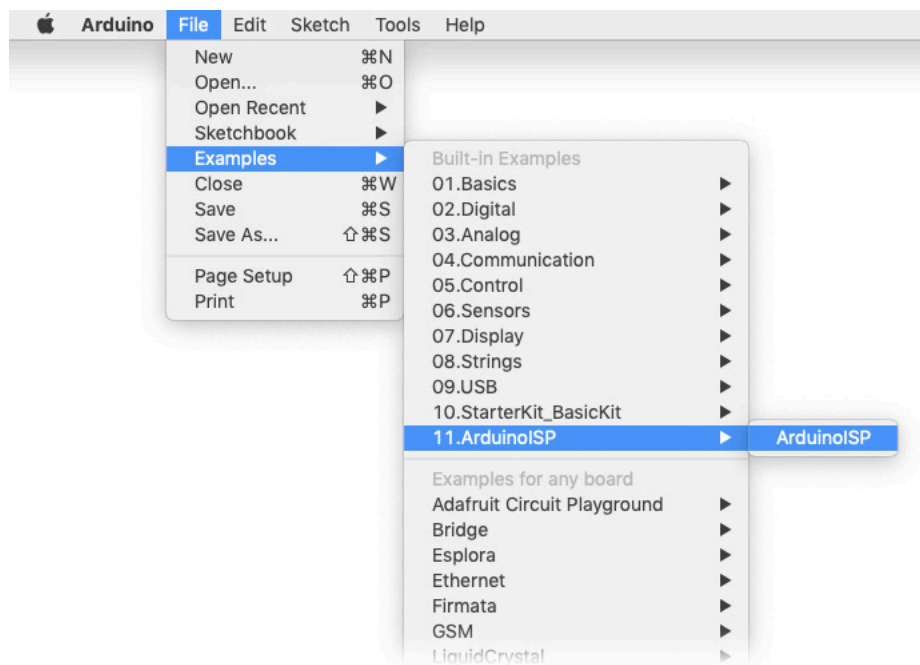 Arduino File Edit Sketch Tools Help
New ⌘N
Open... ⌘O
Open Recent ▶
Sketchbook ▶
Examples ▶
Close ⌘W
Save ⌘S
Save As... ⇧⌘S
Page Setup ⇧⌘P
Print ⌘P
Built-in Examples
01.Basics ▶
02.Digital ▶
03.Analog ▶
04.Communication ▶
05.Control ▶
06.Sensors ▶
07.Display ▶
08.Strings ▶
09.USB ▶
10.StarterKit_BasicKit ▶
11.ArduinoISP ▶
ArduinoISP
Examples for any board
Adafruit Circuit Playground ▶
Bridge ▶
Esplora ▶
Ethernet ▶
Firmata ▶
GSM ▶
LiquidCrystal ▶